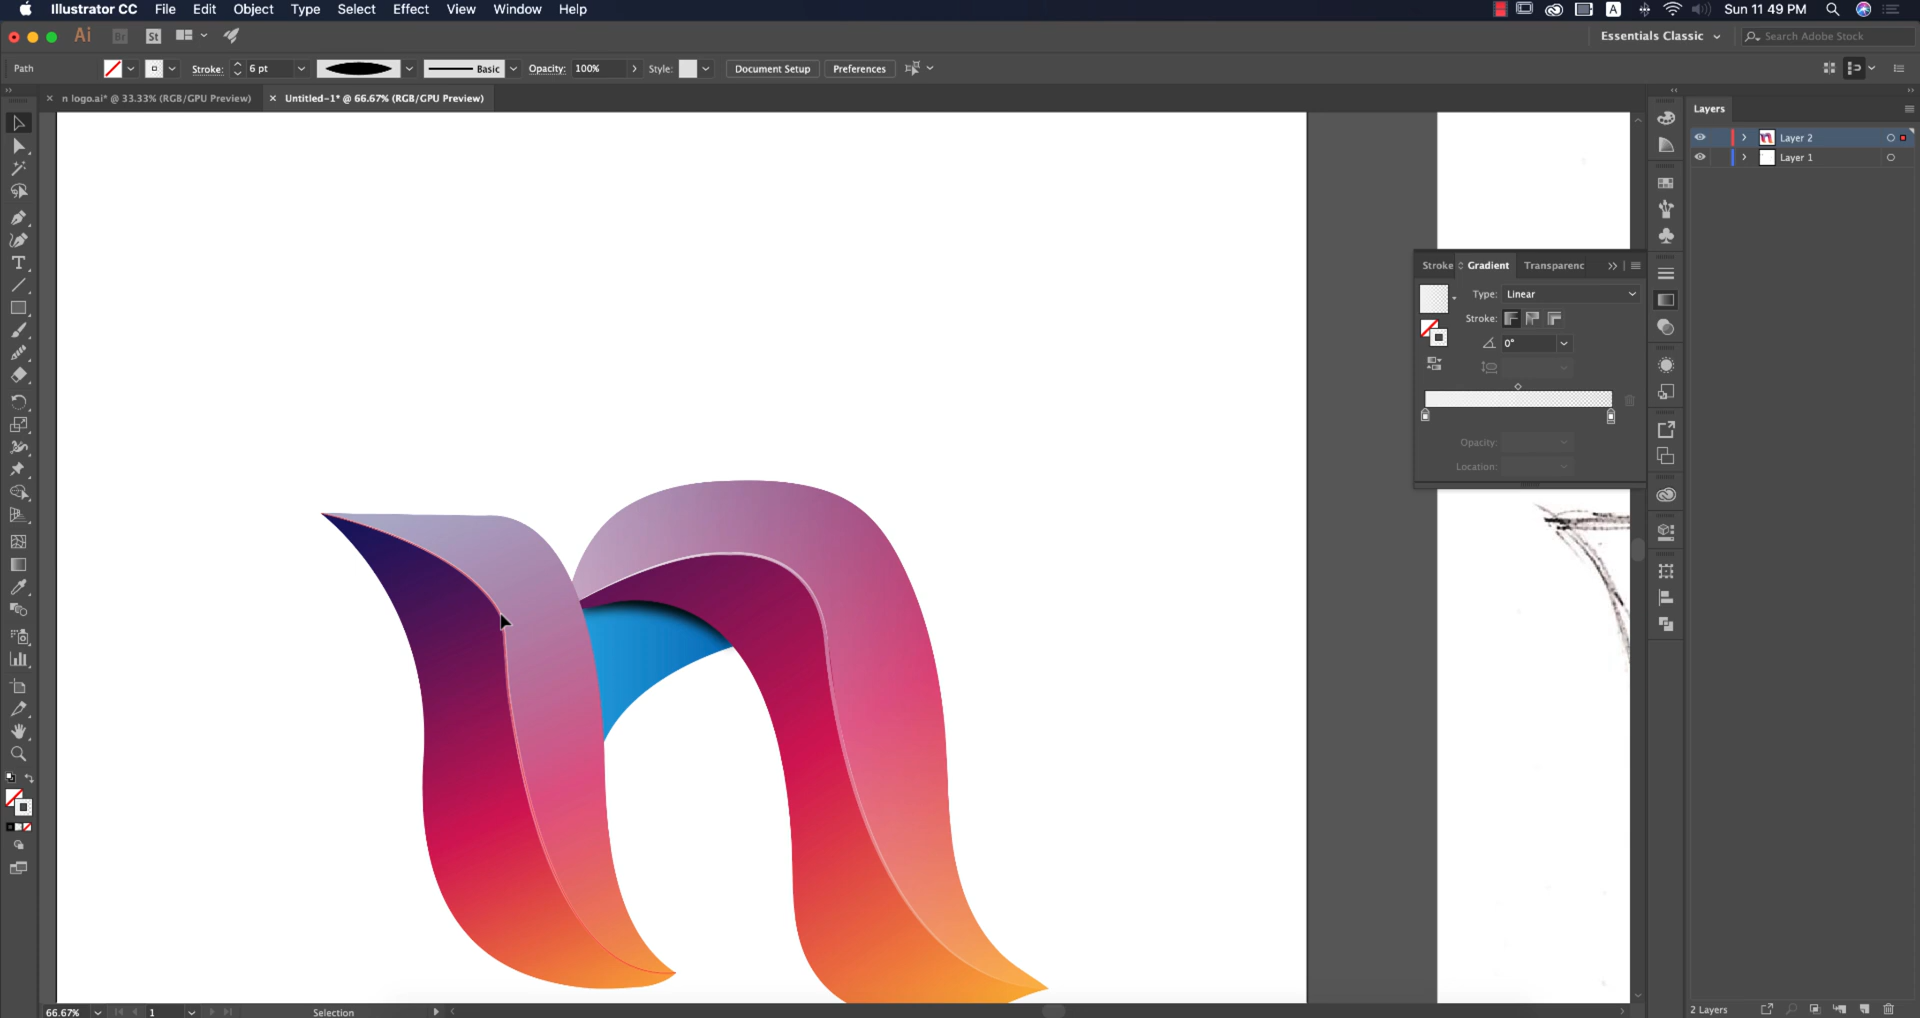 Illustrator CC File Edit Object Type Select Effect View Window Help
A
Sun 11 49 PM
Ai
Br
St
Essentials Classic
Search Adobe Stock
Path
Stroke:
6 pt
Basic
Opacity:
100%
Style:
Document Setup
Preferences
n logo.ai* @ 33.33% (RGB/GPU Preview)
Untitled-1* @ 66.67% (RGB/GPU Preview)
Layers
Layer 2
Layer 1
Stroke
Gradient
Transparenc
Type:
Linear
Stroke:
0°
Opacity:
Location:
66.67%
1
Selection
2 Layers